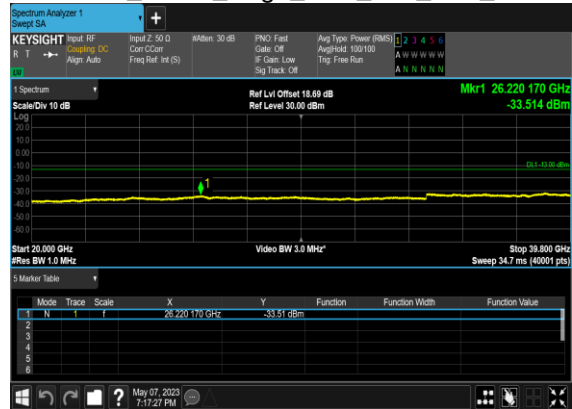 Spectrum Analyzer 1
Swept SA
+
KEYSIGHT Input: RF Input Z: 50 Ω #Atten: 30 dB PNO: Fast Avg Type: Power (RMS) 1 2 3 4 5 6
R T Coupling: DC Corr CCorr Gate: Off Avg|Hold: 100/100 A W W W W W
Align: Auto Freq Ref: Int (S) IF Gain: Low Trig: Free Run
Sig Track: Off A N N N N N
1 Spectrum Ref Lvl Offset 18.69 dB Mkr1 26.220 170 GHz
Scale/Div 10 dB Ref Level 30.00 dBm -33.514 dBm
Log
20.0
10.0
0.00
-10.0
DL1 -13.00 dBm
-20.0
1
-30.0
-40.0
-50.0
-60.0
Start 20.000 GHz Video BW 3.0 MHz* Stop 39.800 GHz
#Res BW 1.0 MHz Sweep 34.7 ms (40001 pts)
5 Marker Table
Mode Trace Scale X Y Function Function Width Function Value
1 N 1 f 26.220 170 GHz -33.51 dBm
2
3
4
5
6
? May 07, 2023
7:17:27 PM